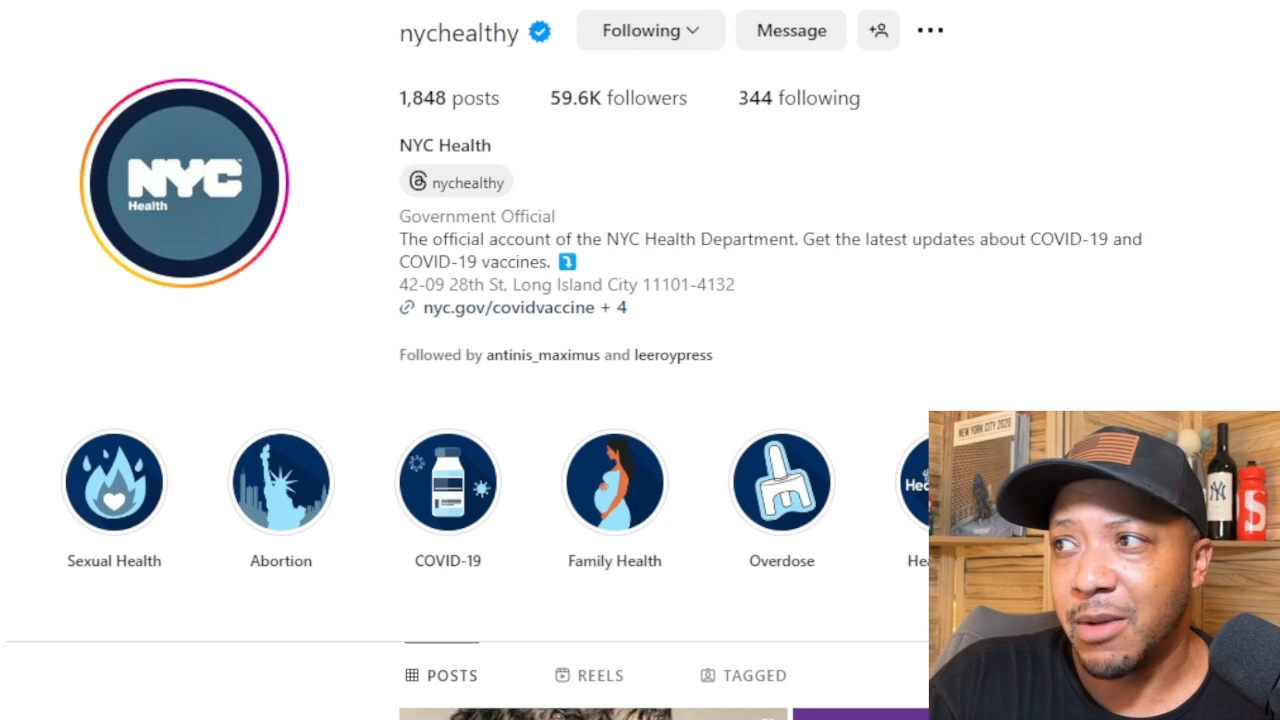 nychealthy
Following
Message
1,848 posts
59.6K followers
344 following
NYC
Health
NYC Health
nychealthy
Government Official
The official account of the NYC Health Department. Get the latest updates about COVID-19 and
COVID-19 vaccines.
42-09 28th St, Long Island City 11101-4132
nyc.gov/covidvaccine + 4
Followed by antinis_maximus and leeroypress
Sexual Health
Abortion
COVID-19
Family Health
Overdose
NEW YORK CITY 2020
NY
S
POSTS
REELS
TAGGED